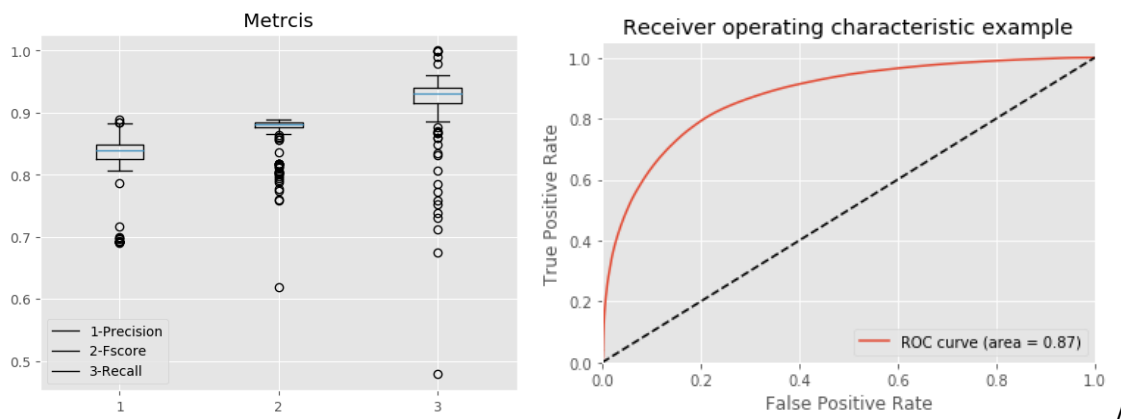 Metrcis
1.0
0.9
0.8
0.7
0.6
0.5
1-Precision
2-Fscore
3-Recall
1
2
3
Receiver operating characteristic example
True Positive Rate
1.0
0.8
0.6
0.4
0.2
0.0
ROC curve (area = 0.87)
0.0
0.2
0.4
0.6
0.8
1.0
False Positive Rate